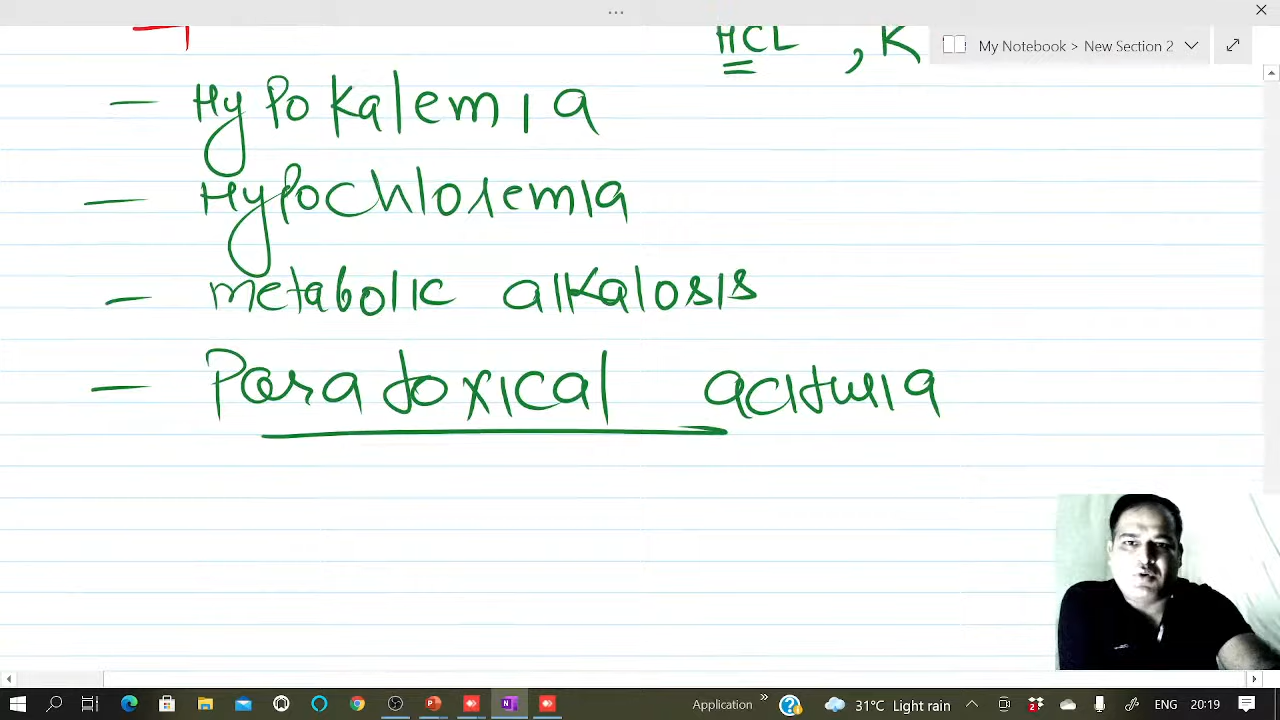 HCL , K
My Notebook > New Section 2
– Hypokalemia
– Hypochloremia
– metabolic alkalosis
– Paradoxical aciduria
Application
31°C Light rain
ENG
20:19